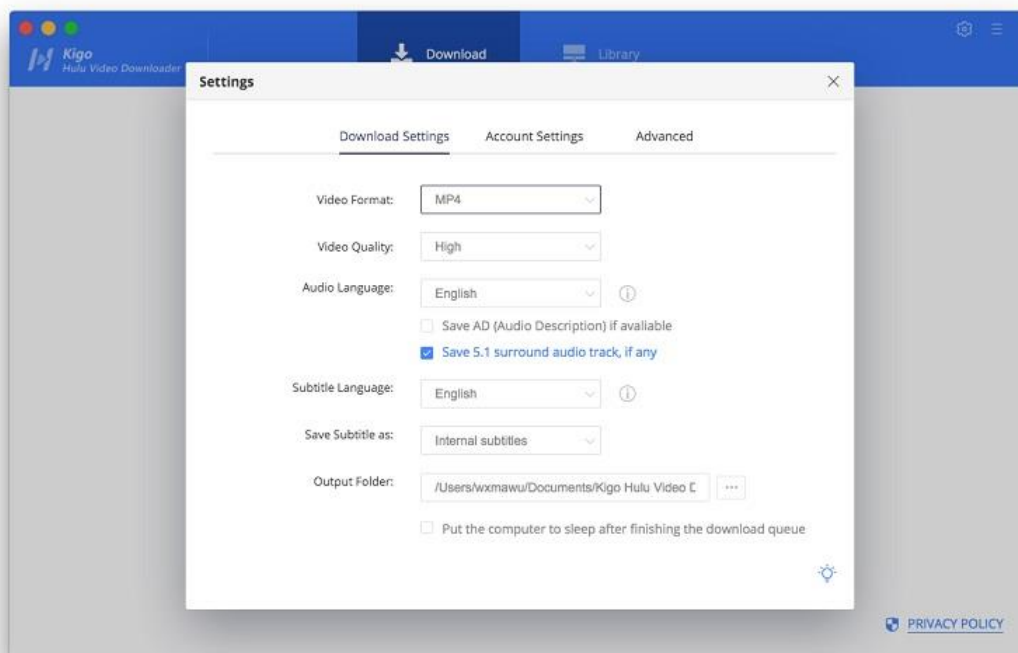 Kigo
Hulu Video Downloader
Download
Library
Settings
Download Settings
Account Settings
Advanced
Video Format:
MP4
Video Quality:
High
Audio Language:
English
Save AD (Audio Description) if avaliable
Save 5.1 surround audio track, if any
Subtitle Language:
English
Save Subtitle as:
Internal subtitles
Output Folder:
/Users/wxmawu/Documents/Kigo Hulu Video D
...
Put the computer to sleep after finishing the download queue
PRIVACY POLICY